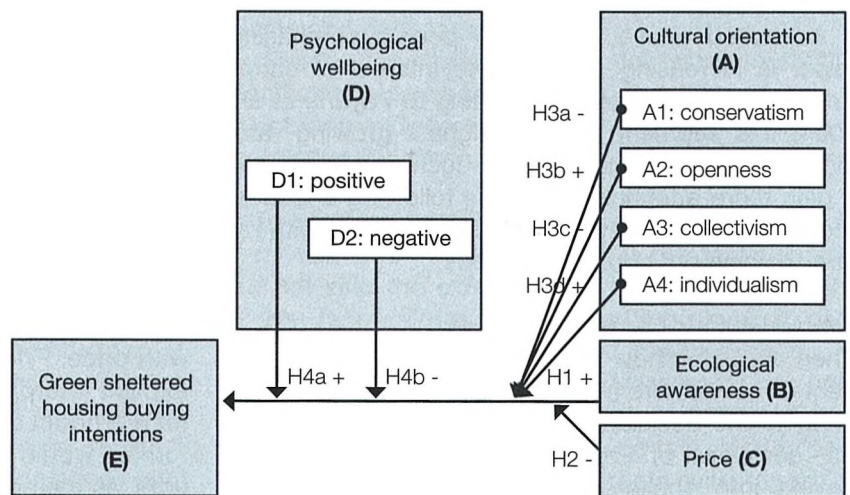 Psychological
wellbeing
(D)
D1: positive
D2: negative
Cultural orientation
(A)
H3a -
A1: conservatism
H3b +
A2: openness
H3c -
A3: collectivism
H3d +
A4: individualism
Green sheltered
housing buying
intentions
(E)
H4a +
H4b -
H1 +
Ecological
awareness (B)
H2 -
Price (C)